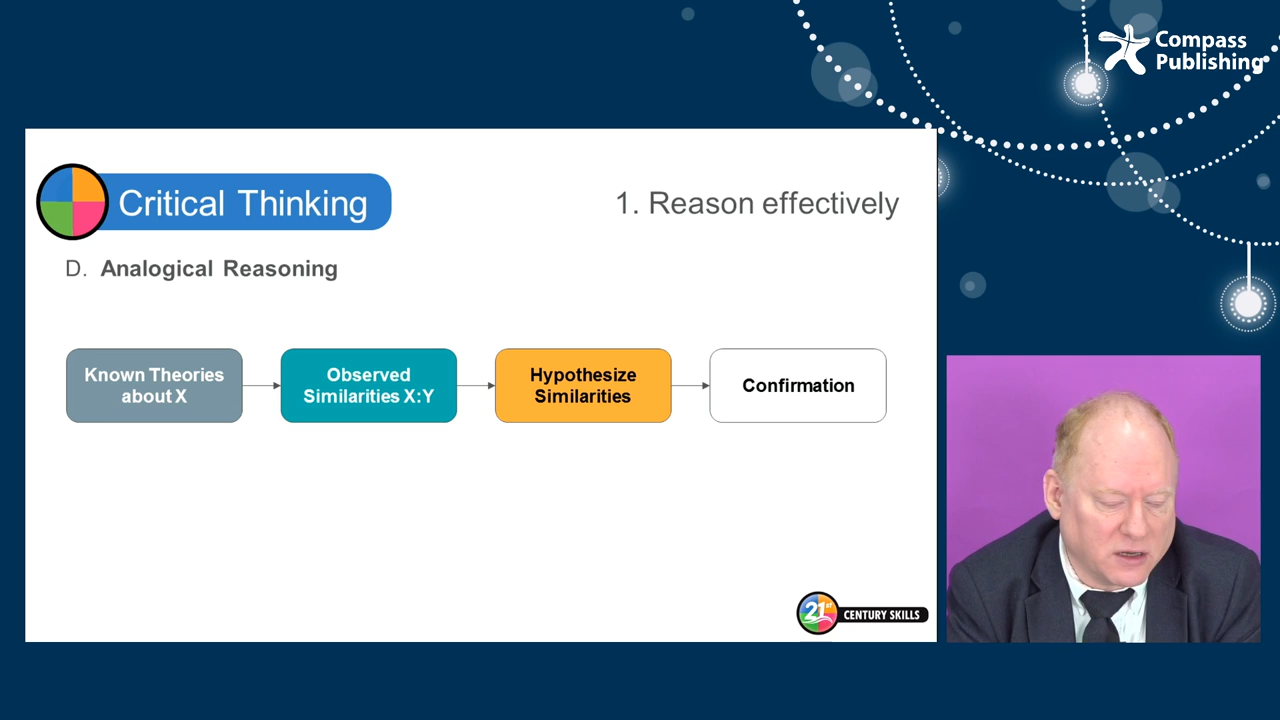 Compass
Publishing
Critical Thinking
1. Reason effectively
D. Analogical Reasoning
Known Theories
about X
Observed
Similarities X:Y
Hypothesize
Similarities
Confirmation
21st
CENTURY SKILLS